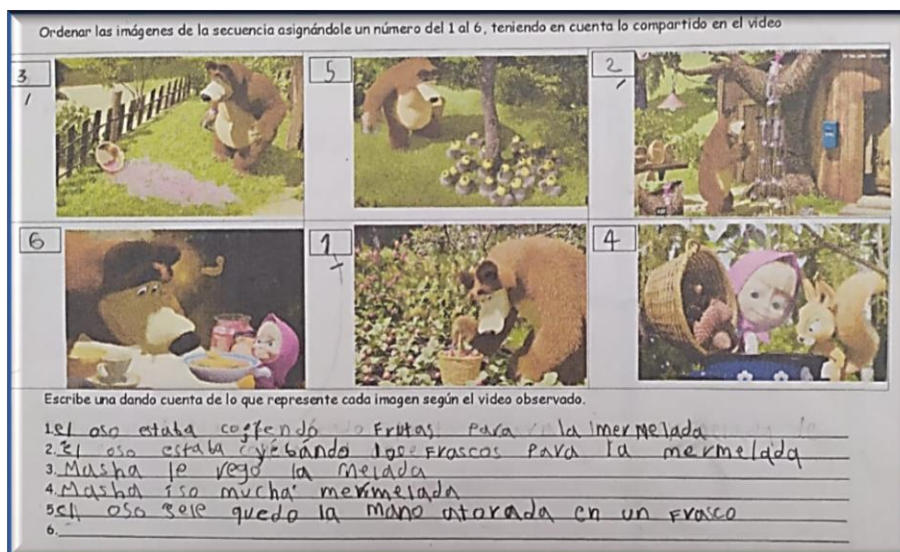 Ordenar las imágenes de la secuencia asignándole un número del 1 al 6, teniendo en cuenta lo compartido en el video
3 5 2
6 1 4
Escribe una dando cuenta de lo que represente cada imagen según el video observado.
1. el oso estaba cogiendo Frutas para la mermelada
2. El oso estaba Frascos para la mermelada
3. Masha le rego la melada
4. Masha iso mucha mermelada
5. el oso sele quedo la mano atorada en un Frasco
6.